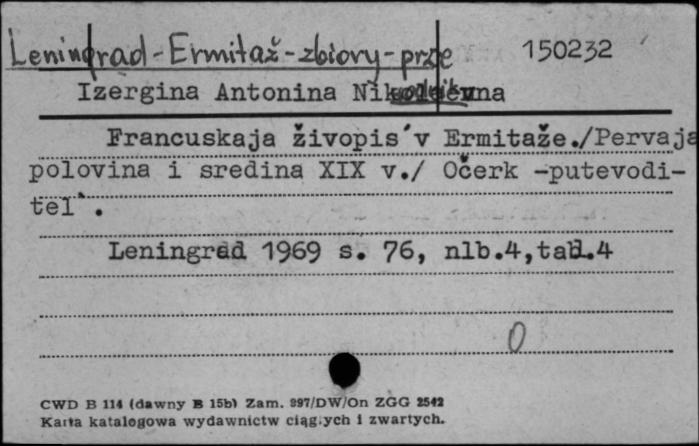 Leningrad - Ermitaż - zbiory - prze
150232
Izergina Antonina
Francuskaja živopis´v Ermitaže./Pervaja
polovina i sredina XIX v./ Očerk -putevodi-
tel`.
Leningrad 1969 s. 76, nlb.4,tabl.4
0
CWD B 114 (dawny B 15b) Zam. 997/DW/On ZGG 2542
Karta katalogowa wydawnictw ciągłych i zwartych.